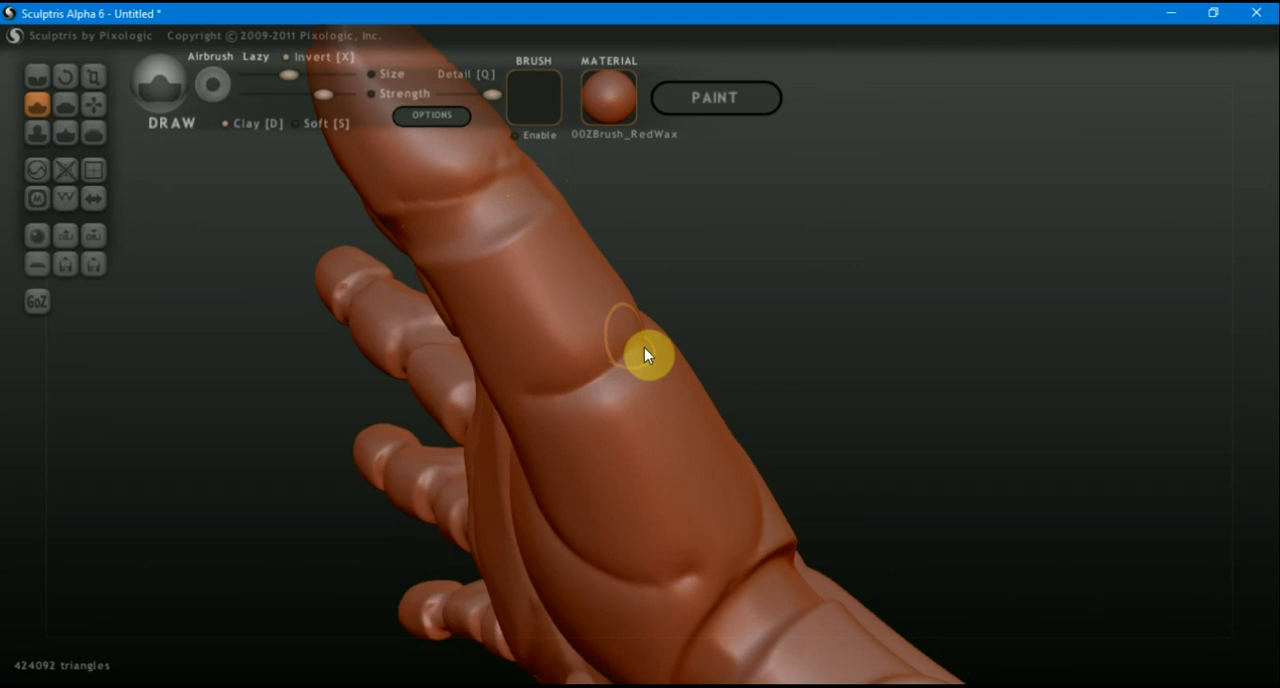 Sculptris Alpha 6 - Untitled *
Sculptris by Pixologic Copyright © 2009-2011 Pixologic, Inc.
Airbrush Lazy Invert [X]
Size Detail [Q]
Strength
OPTIONS
DRAW Clay [D] Soft [S]
BRUSH
Enable
MATERIAL
00ZBrush_RedWax
PAINT
GoZ
424092 triangles